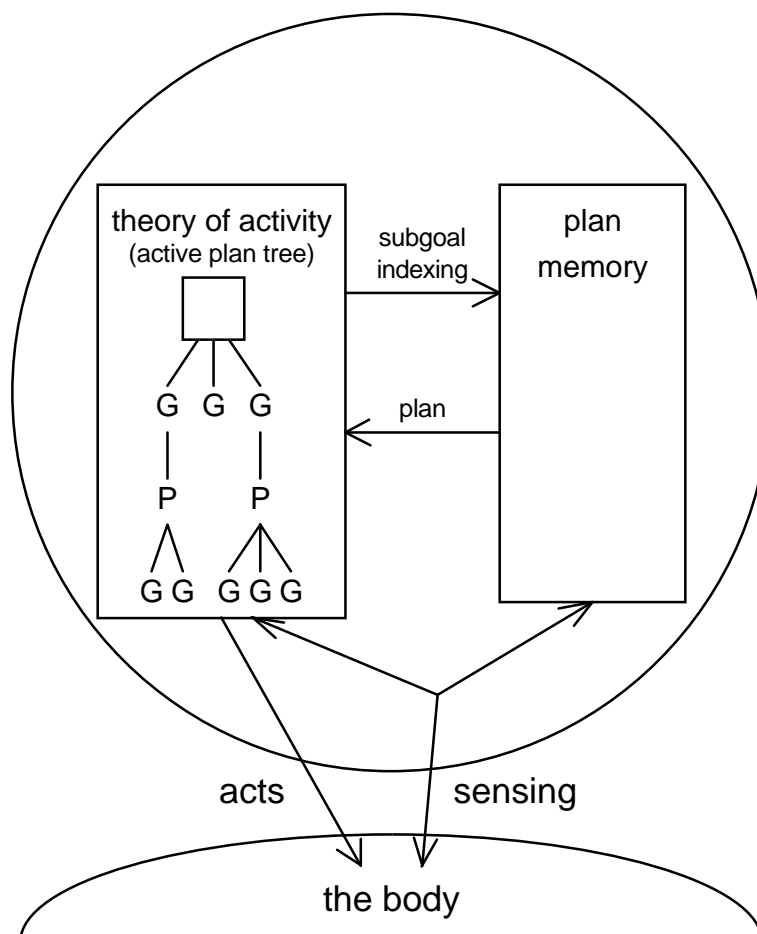 theory of activity
(active plan tree)
subgoal
indexing
plan
memory
G G G
plan
P P
G G G G G
acts
sensing
the body